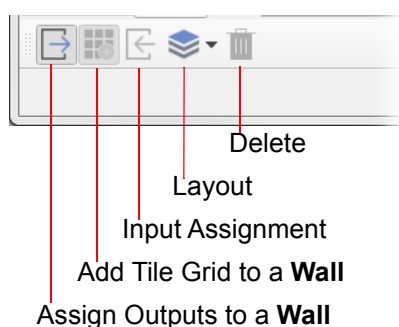 Delete
Layout
Input Assignment
Add Tile Grid to a Wall
Assign Outputs to a Wall